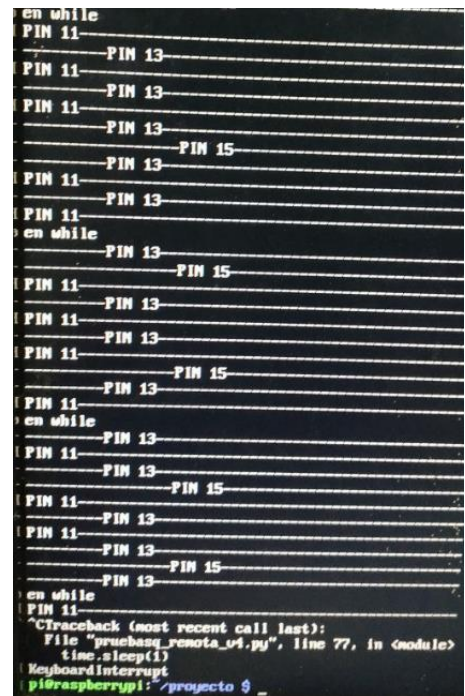 en while
PIN 11--------------------------------
--------PIN 13------------------------
PIN 11--------------------------------
--------PIN 13------------------------
PIN 11--------------------------------
--------PIN 13------------------------
----------------PIN 15----------------
--------PIN 13------------------------
PIN 11--------------------------------
--------PIN 13------------------------
PIN 11--------------------------------
en while
--------PIN 13------------------------
----------------PIN 15----------------
PIN 11--------------------------------
--------PIN 13------------------------
PIN 11--------------------------------
--------PIN 13------------------------
PIN 11--------------------------------
----------------PIN 15----------------
--------PIN 13------------------------
PIN 11--------------------------------
en while
--------PIN 13------------------------
PIN 11--------------------------------
--------PIN 13------------------------
----------------PIN 15----------------
PIN 11--------------------------------
--------PIN 13------------------------
PIN 11--------------------------------
--------PIN 13------------------------
----------------PIN 15----------------
--------PIN 13------------------------
en while
PIN 11--------------------------------
^CTraceback (most recent call last):
  File "pruebasq_remota_v4.py", line 77, in <module>
    time.sleep(1)
KeyboardInterrupt
pi@raspberrypi:~/proyecto $ _